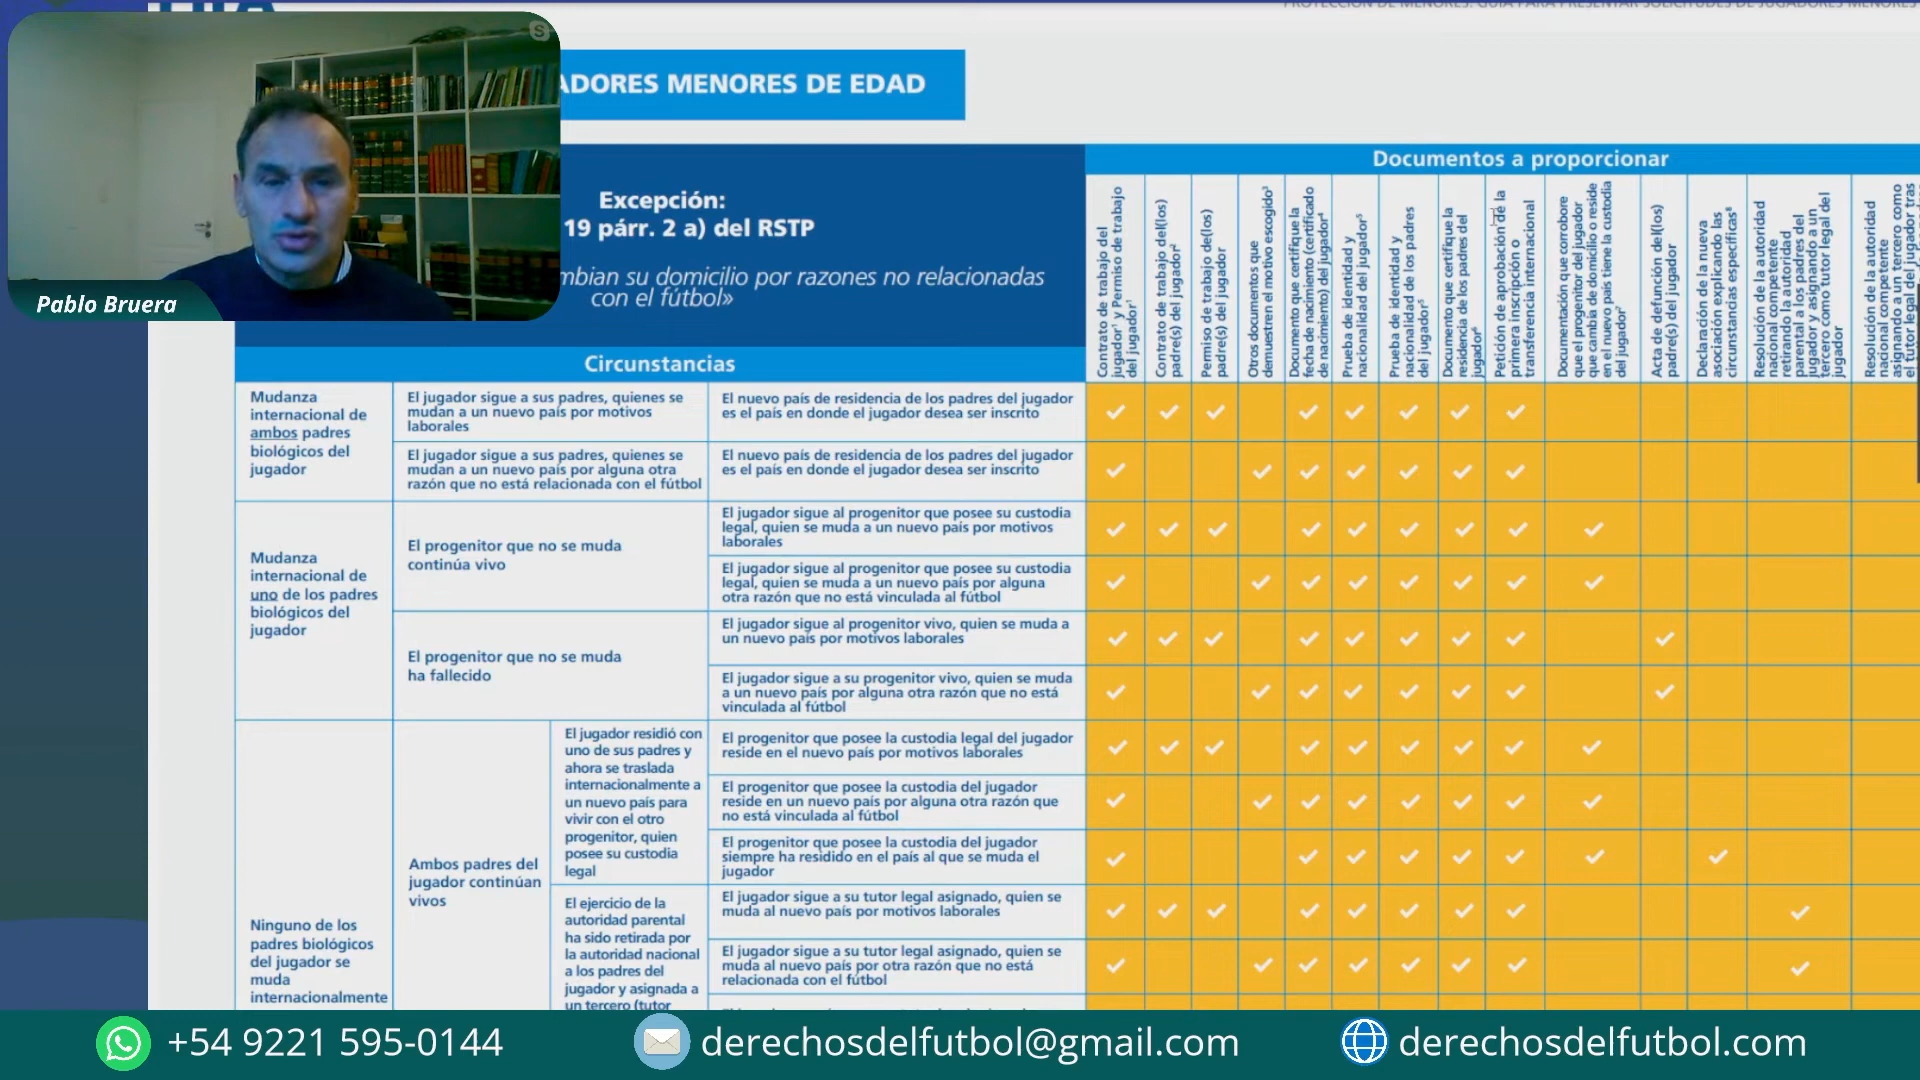 PROTECCIÓN DE MENORES: GUÍA PARA PRESENTAR SOLICITUDES DE JUGADORES MENORES
ADORES MENORES DE EDAD
Pablo Bruera
Excepción:
19 párr. 2 a) del RSTP
mbian su domicilio por razones no relacionadas
con el fútbol»
Documentos a proporcionar
Contrato de trabajo del
jugador¹ y Permiso de trabajo
del jugador¹
Contrato de trabajo del(los)
padre(s) del jugador²
Permiso de trabajo de(los)
padre(s) del jugador
Otros documentos que
demuestren el motivo escogido³
Documento que certifique la
fecha de nacimiento (certificado
de nacimiento) del jugador⁴
Prueba de identidad y
nacionalidad del jugador⁵
Prueba de identidad y
nacionalidad de los padres
del jugador⁵
Documento que certifique la
residencia de los padres del
jugador⁶
Petición de aprobación de la
primera inscripción o
transferencia internacional
Documentación que corrobore
que el progenitor del jugador
que cambia de domicilio o reside
en el nuevo país tiene la custodia
del jugador⁷
Acta de defunción del(los)
padre(s) del jugador
Declaración de la nueva
asociación explicando las
circunstancias específicas⁸
Resolución de la autoridad
nacional competente
retirando la autoridad
parental a los padres del
jugador y asignando a un
tercero como tutor legal del
jugador
Resolución de la autoridad
nacional competente
asignando a un tercero como
el tutor legal del jugador tras
Circunstancias
Mudanza
internacional de
ambos padres
biológicos del
jugador
El jugador sigue a sus padres, quienes se
mudan a un nuevo país por motivos
laborales
El nuevo país de residencia de los padres del jugador
es el país en donde el jugador desea ser inscrito
El jugador sigue a sus padres, quienes se
mudan a un nuevo país por alguna otra
razón que no está relacionada con el fútbol
El nuevo país de residencia de los padres del jugador
es el país en donde el jugador desea ser inscrito
Mudanza
internacional de
uno de los padres
biológicos del
jugador
El progenitor que no se muda
continúa vivo
El jugador sigue al progenitor que posee su custodia
legal, quien se muda a un nuevo país por motivos
laborales
El jugador sigue al progenitor que posee su custodia
legal, quien se muda a un nuevo país por alguna
otra razón que no está vinculada al fútbol
El progenitor que no se muda
ha fallecido
El jugador sigue al progenitor vivo, quien se muda a
un nuevo país por motivos laborales
El jugador sigue a su progenitor vivo, quien se muda
a un nuevo país por alguna otra razón que no está
vinculada al fútbol
Ninguno de los
padres biológicos
del jugador se
muda
internacionalmente
Ambos padres del
jugador continúan
vivos
El jugador residió con
uno de sus padres y
ahora se traslada
internacionalmente a
un nuevo país para
vivir con el otro
progenitor, quien
posee su custodia
legal
El progenitor que posee la custodia legal del jugador
reside en el nuevo país por motivos laborales
El progenitor que posee la custodia del jugador
reside en un nuevo país por alguna otra razón que
no está vinculada al fútbol
El progenitor que posee la custodia del jugador
siempre ha residido en el país al que se muda el
jugador
El ejercicio de la
autoridad parental
ha sido retirada por
la autoridad nacional
a los padres del
jugador y asignada a
un tercero (tutor
El jugador sigue a su tutor legal asignado, quien se
muda al nuevo país por motivos laborales
El jugador sigue a su tutor legal asignado, quien se
muda al nuevo país por otra razón que no está
relacionada con el fútbol
+54 9221 595-0144
derechosdelfutbol@gmail.com
derechosdelfutbol.com